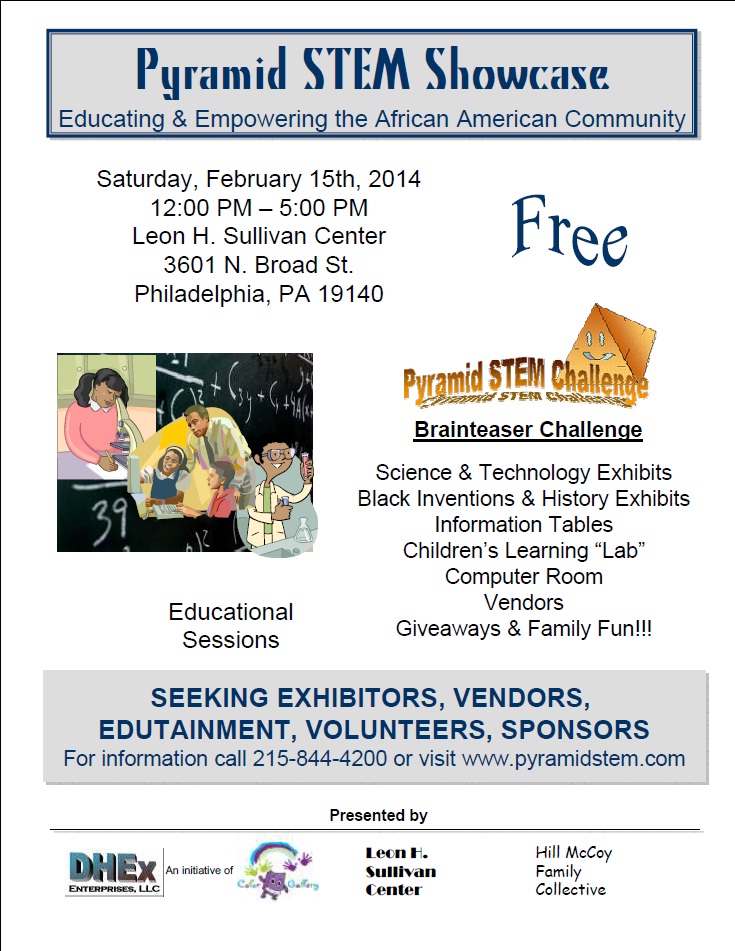 Pyramid STEM Showcase
Educating & Empowering the African American Community
Saturday, February 15th, 2014
12:00 PM – 5:00 PM
Leon H. Sullivan Center
3601 N. Broad St.
Philadelphia, PA 19140
Free
Pyramid STEM Challenge
Brainteaser Challenge
Science & Technology Exhibits
Black Inventions & History Exhibits
Information Tables
Children’s Learning “Lab”
Computer Room
Vendors
Giveaways & Family Fun!!!
39
Educational
Sessions
SEEKING EXHIBITORS, VENDORS,
EDUTAINMENT, VOLUNTEERS, SPONSORS
For information call 215-844-4200 or visit www.pyramidstem.com
Presented by
DHEx
ENTERPRISES, LLC
An initiative of
Color Gallery
Leon H.
Sullivan
Center
Hill McCoy
Family
Collective